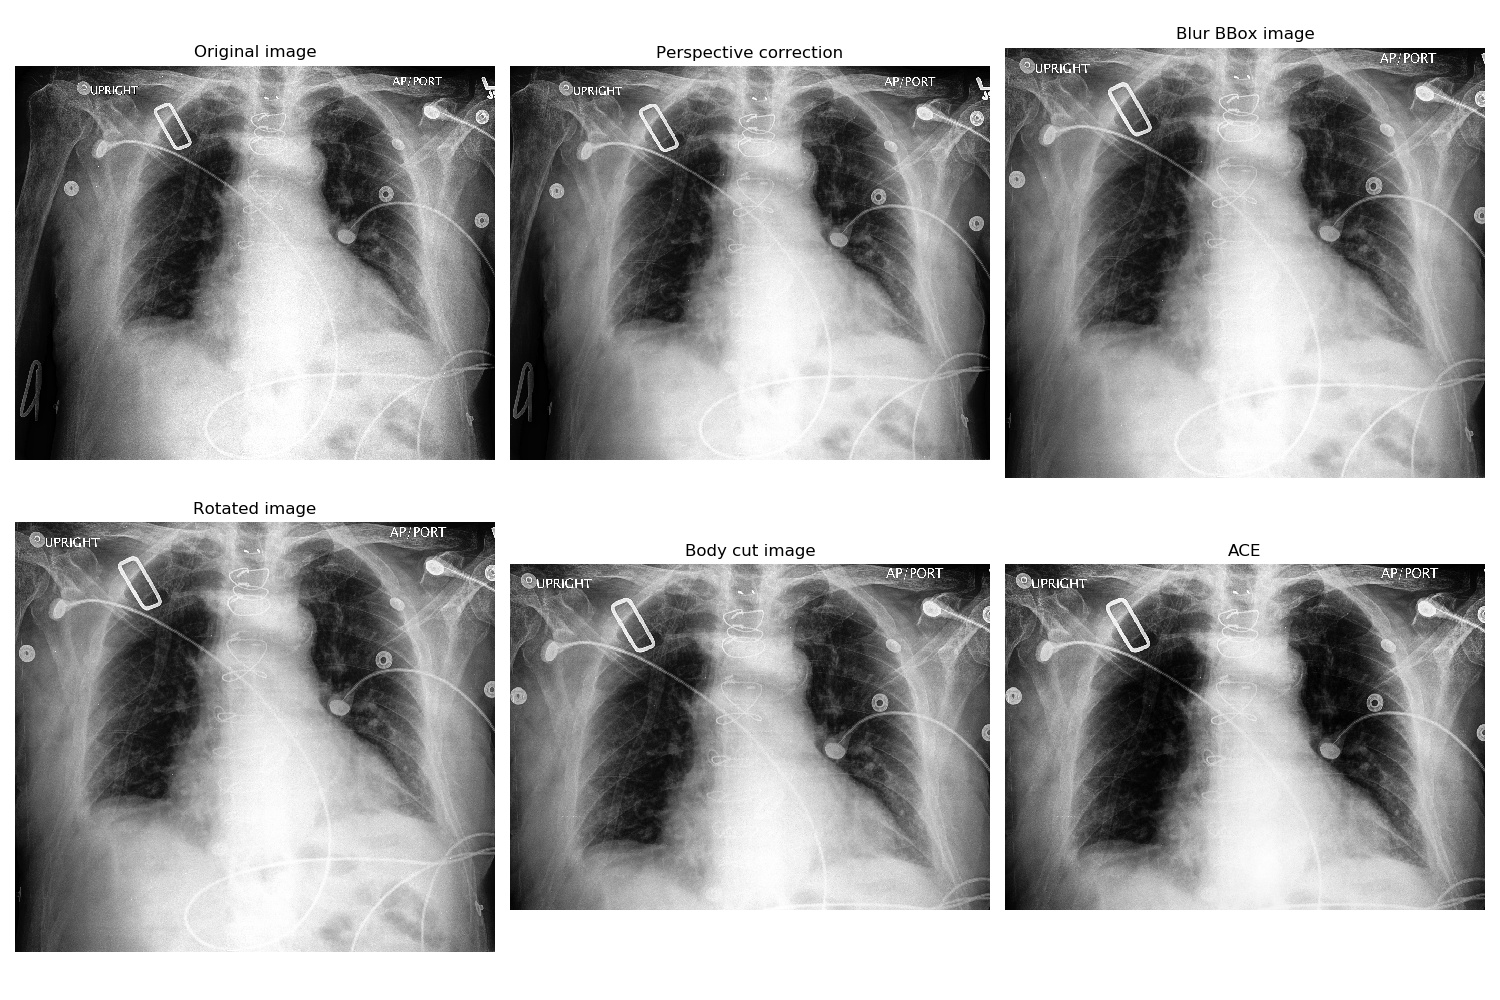 Original image
UPRIGHT
AP/PORT
Perspective correction
UPRIGHT
AP/PORT
Blur BBox image
UPRIGHT
AP/PORT
Rotated image
UPRIGHT
AP/PORT
Body cut image
UPRIGHT
AP/PORT
ACE
UPRIGHT
AP/PORT